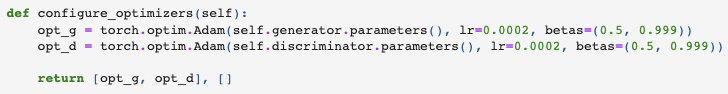 def configure_optimizers(self):
    opt_g = torch.optim.Adam(self.generator.parameters(), lr=0.0002, betas=(0.5, 0.999))
    opt_d = torch.optim.Adam(self.discriminator.parameters(), lr=0.0002, betas=(0.5, 0.999))
    return [opt_g, opt_d], []